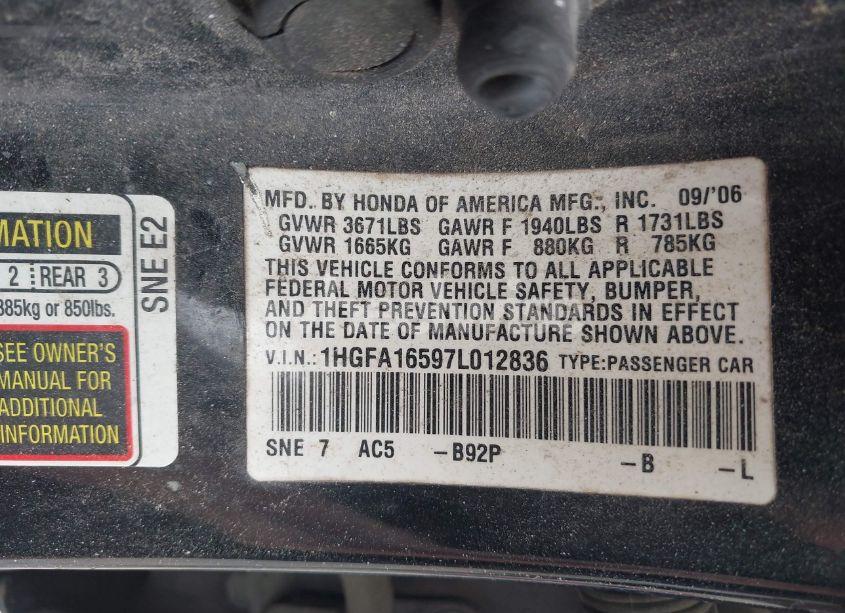 MATION
2 REAR 3
885kg or 850lbs.
SEE OWNER'S
MANUAL FOR
ADDITIONAL
INFORMATION
SNE E2
MFD. BY HONDA OF AMERICA MFG., INC. 09/'06
GVWR 3671LBS GAWR F 1940LBS R 1731LBS
GVWR 1665KG GAWR F 880KG R 785KG
THIS VEHICLE CONFORMS TO ALL APPLICABLE
FEDERAL MOTOR VEHICLE SAFETY, BUMPER,
AND THEFT PREVENTION STANDARDS IN EFFECT
ON THE DATE OF MANUFACTURE SHOWN ABOVE.
V.I.N.: 1HGFA16597L012836 TYPE:PASSENGER CAR
SNE 7 AC5 -B92P -B -L